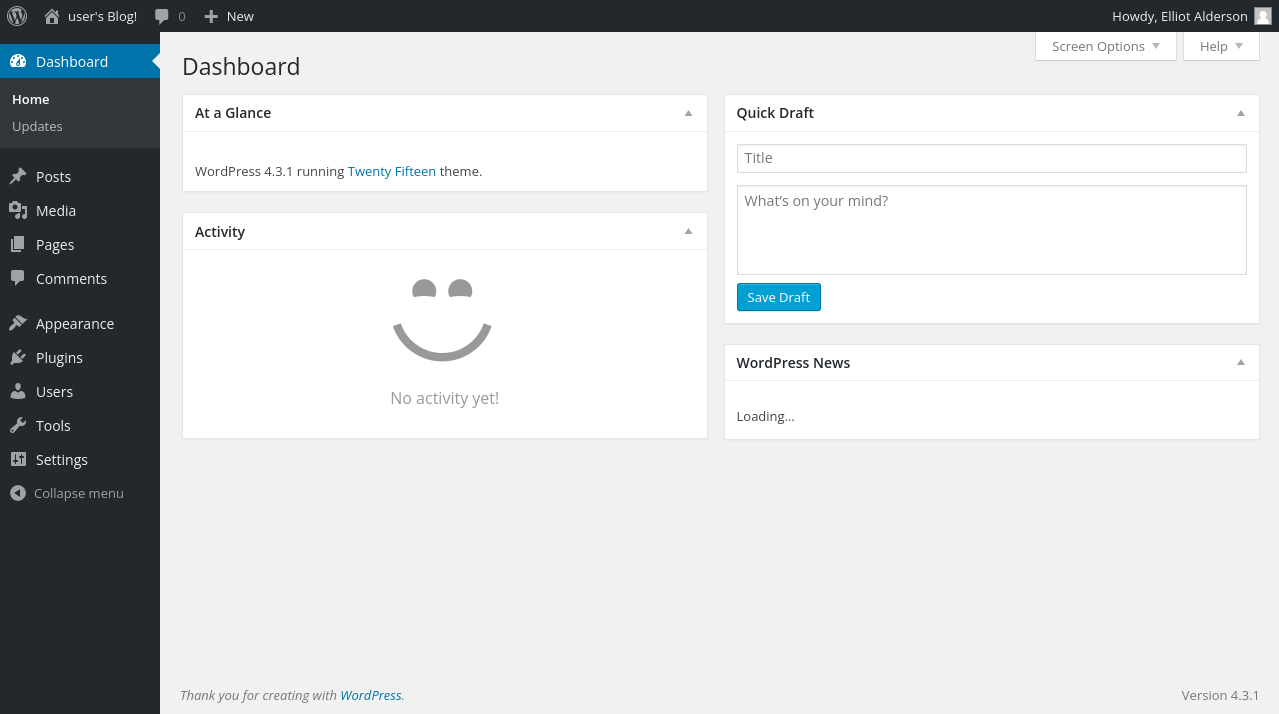 user's Blog!
0
New
Howdy, Elliot Alderson
Dashboard
Home
Updates
Posts
Media
Pages
Comments
Appearance
Plugins
Users
Tools
Settings
Collapse menu
Screen Options
Help
Dashboard
At a Glance
WordPress 4.3.1 running Twenty Fifteen theme.
Activity
No activity yet!
Quick Draft
Title
What's on your mind?
Save Draft
WordPress News
Loading...
Thank you for creating with WordPress.
Version 4.3.1